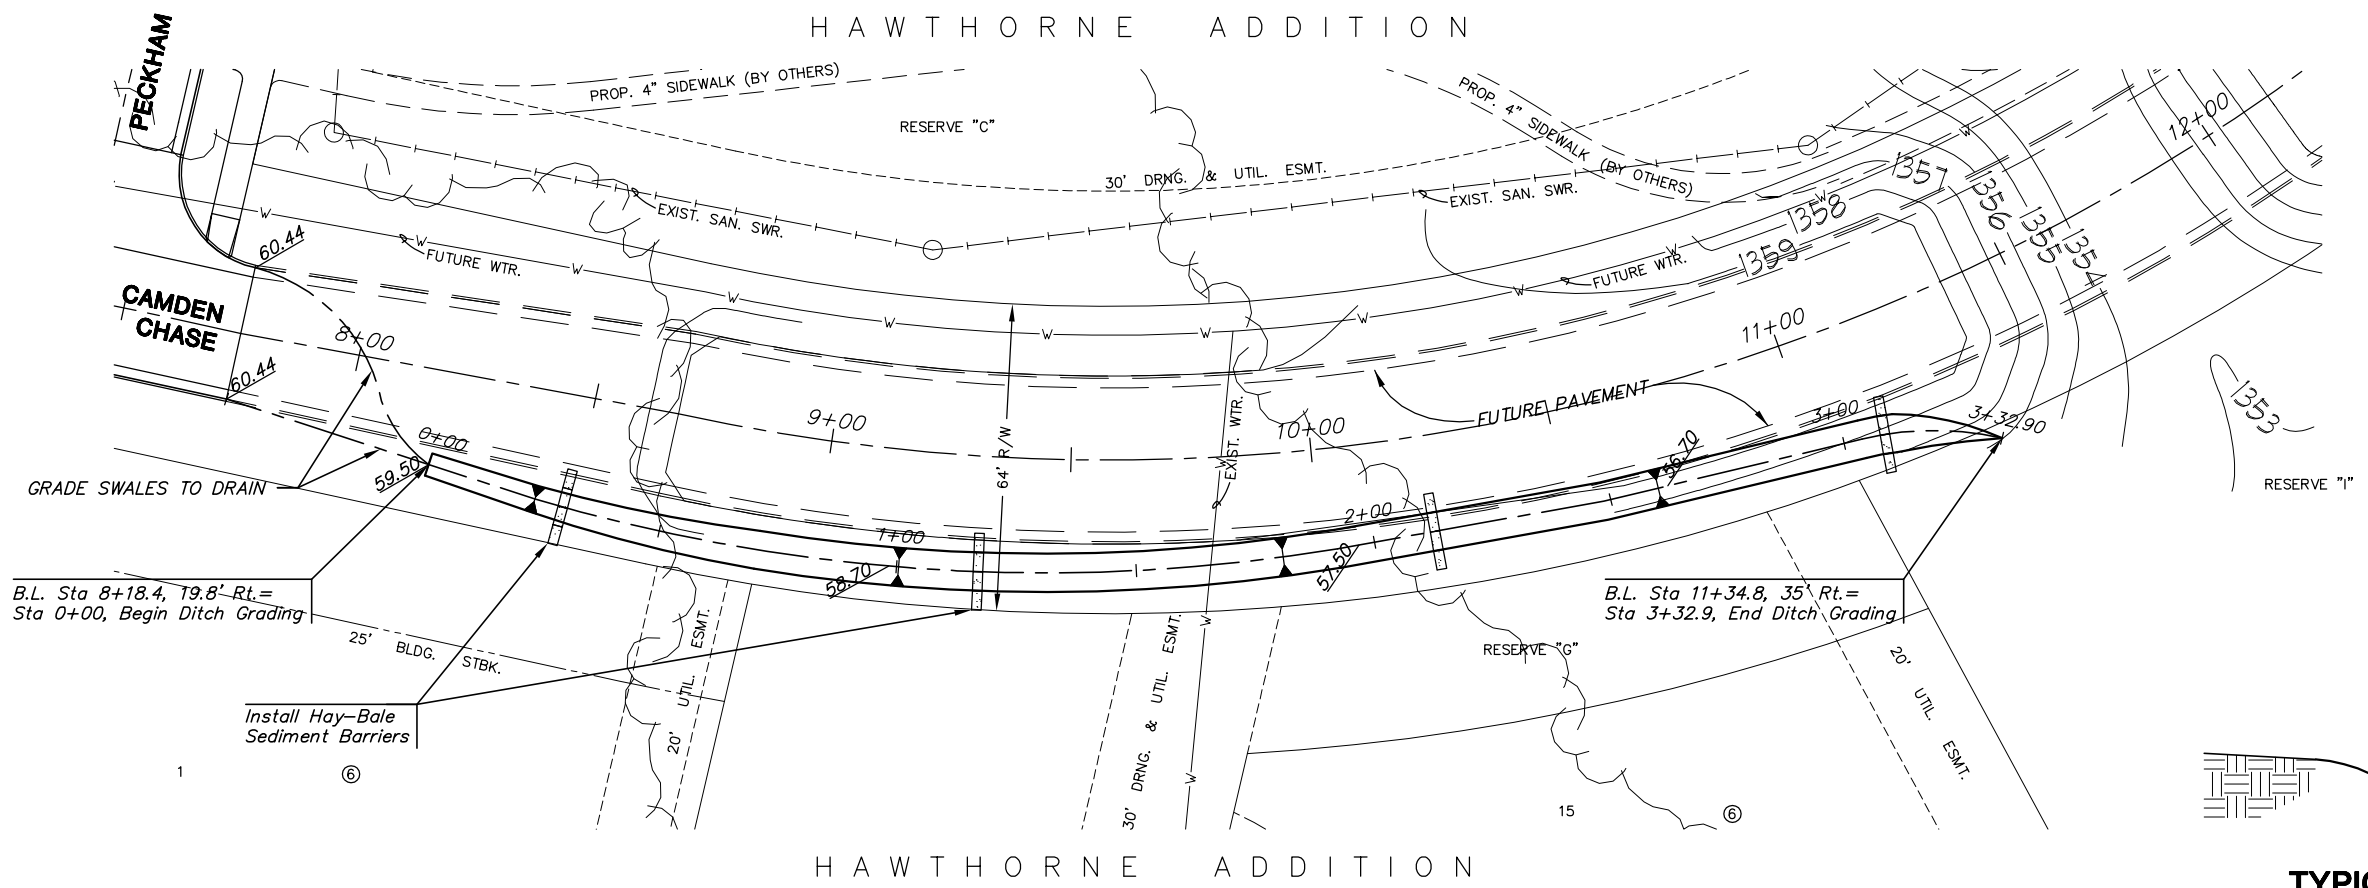 HAWTHORNE ADDITION
PECKHAM
PROP. 4" SIDEWALK (BY OTHERS)
PROP. 4" SIDEWALK (BY OTHERS)
RESERVE "C"
12+00
30' DRNG. & UTIL. ESMT.
EXIST. SAN. SWR.
EXIST. SAN. SWR.
1357
1356
1355
1354
1358
1359
W
W
W
W
W
W
W
W
W
W
W
W
W
60.44
FUTURE WTR.
FUTURE WTR.
CAMDEN
CHASE
8+00
11+00
60.44
FUTURE PAVEMENT
1353
9+00
10+00
3+00
3+32.90
0+00
59.50
64' R/W
EXIST. WTR.
W
56.70
GRADE SWALES TO DRAIN
RESERVE "I"
1+00
2+00
58.70
57.50
B.L. Sta 8+18.4, 19.8' Rt.=
Sta 0+00, Begin Ditch Grading
B.L. Sta 11+34.8, 35' Rt.=
Sta 3+32.9, End Ditch Grading
25' BLDG. STBK.
20' UTIL. ESMT.
30' DRNG. & UTIL. ESMT.
W
W
RESERVE "G"
20' UTIL. ESMT.
Install Hay-Bale
Sediment Barriers
1
6
15
6
HAWTHORNE ADDITION